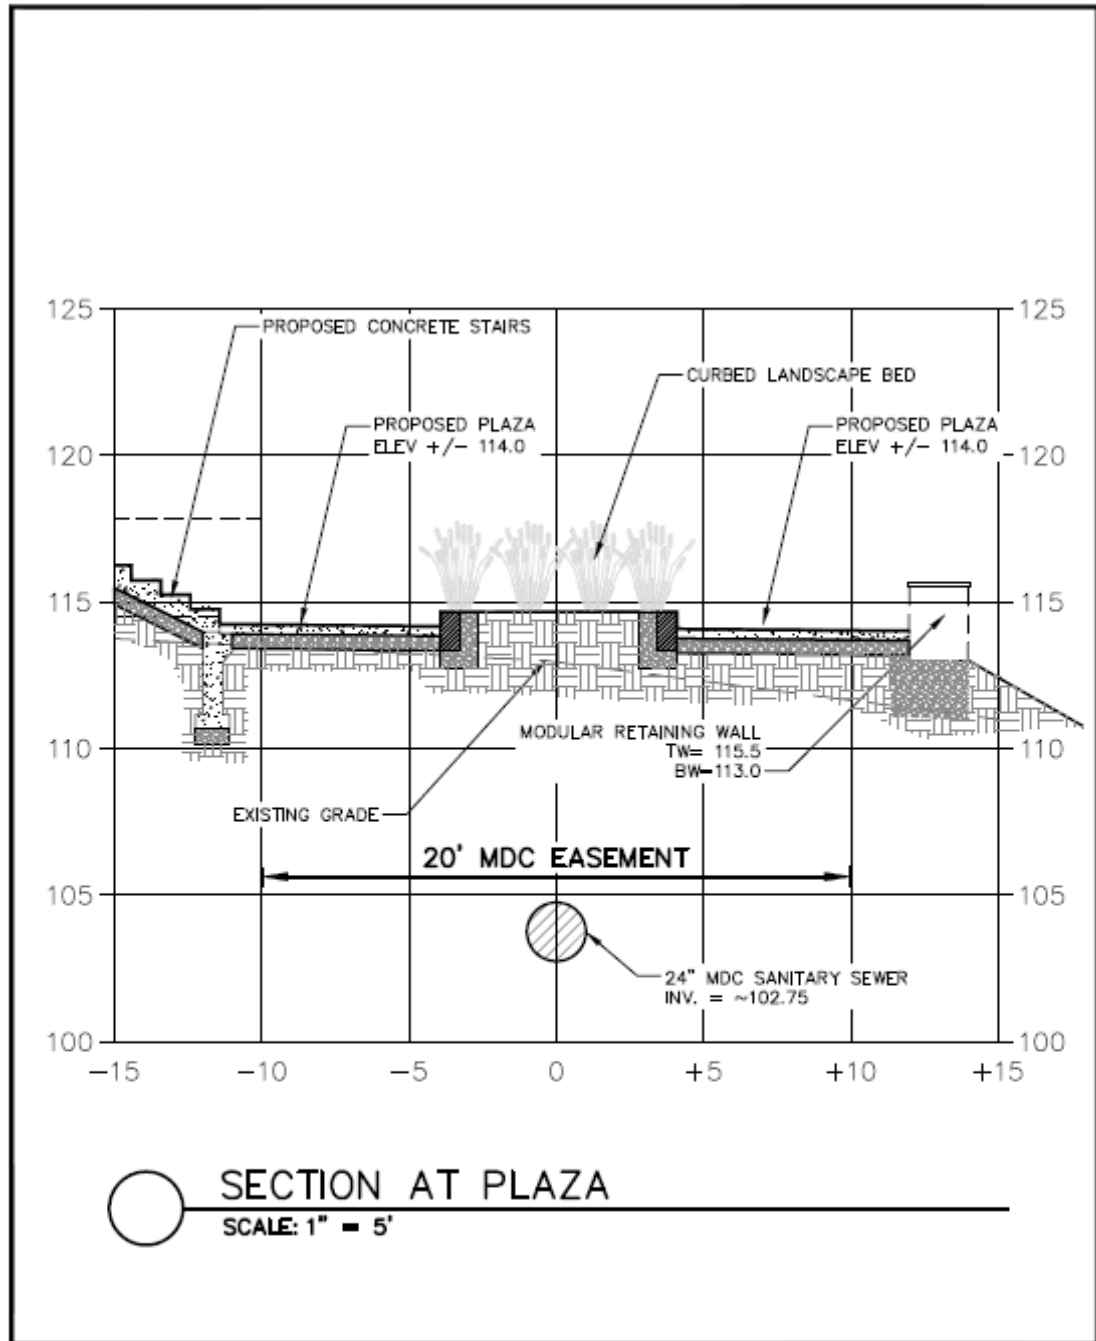 125
125
PROPOSED CONCRETE STAIRS
CURBED LANDSCAPE BED
PROPOSED PLAZA
ELEV +/- 114.0
PROPOSED PLAZA
ELEV +/- 114.0
120
120
115
115
MODULAR RETAINING WALL
TW= 115.5
BW=113.0
110
110
EXISTING GRADE
20' MDC EASEMENT
105
105
24" MDC SANITARY SEWER
INV. = ~102.75
100
100
-15 -10 -5 0 +5 +10 +15
SECTION AT PLAZA
SCALE: 1" = 5'